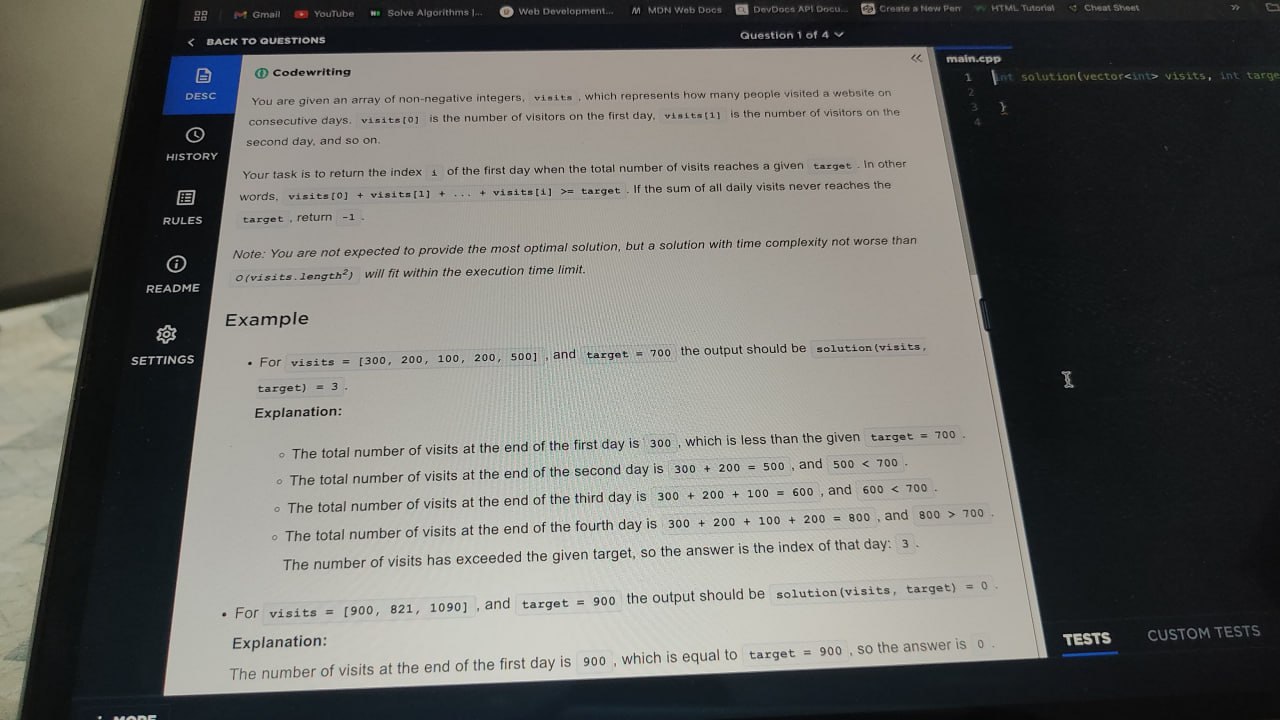 Gmail YouTube Solve Algorithms |... Web Development... MDN Web Docs DevDocs API Docu... Create a New Pen HTML Tutorial Cheat Sheet »
BACK TO QUESTIONS
Question 1 of 4
DESC
HISTORY
RULES
README
SETTINGS
Codewriting
You are given an array of non-negative integers, visits , which represents how many people visited a website on
consecutive days. visits[0] is the number of visitors on the first day, visits[1] is the number of visitors on the
second day, and so on.
Your task is to return the index i of the first day when the total number of visits reaches a given target . In other
words, visits[0] + visits[1] + ... + visits[i] >= target . If the sum of all daily visits never reaches the
target , return -1 .
Note: You are not expected to provide the most optimal solution, but a solution with time complexity not worse than
O(visits.length²) will fit within the execution time limit.
Example
• For visits = [300, 200, 100, 200, 500] , and target = 700 the output should be solution(visits,
target) = 3 .
Explanation:
◦ The total number of visits at the end of the first day is 300 , which is less than the given target = 700 .
◦ The total number of visits at the end of the second day is 300 + 200 = 500 , and 500 < 700 .
◦ The total number of visits at the end of the third day is 300 + 200 + 100 = 600 , and 600 < 700 .
◦ The total number of visits at the end of the fourth day is 300 + 200 + 100 + 200 = 800 , and 800 > 700 .
The number of visits has exceeded the given target, so the answer is the index of that day: 3 .
• For visits = [900, 821, 1090] , and target = 900 the output should be solution(visits, target) = 0 .
Explanation:
The number of visits at the end of the first day is 900 , which is equal to target = 900 , so the answer is 0 .
main.cpp
1 int solution(vector<int> visits, int targe
2
3 }
4
TESTS CUSTOM TESTS
MORE